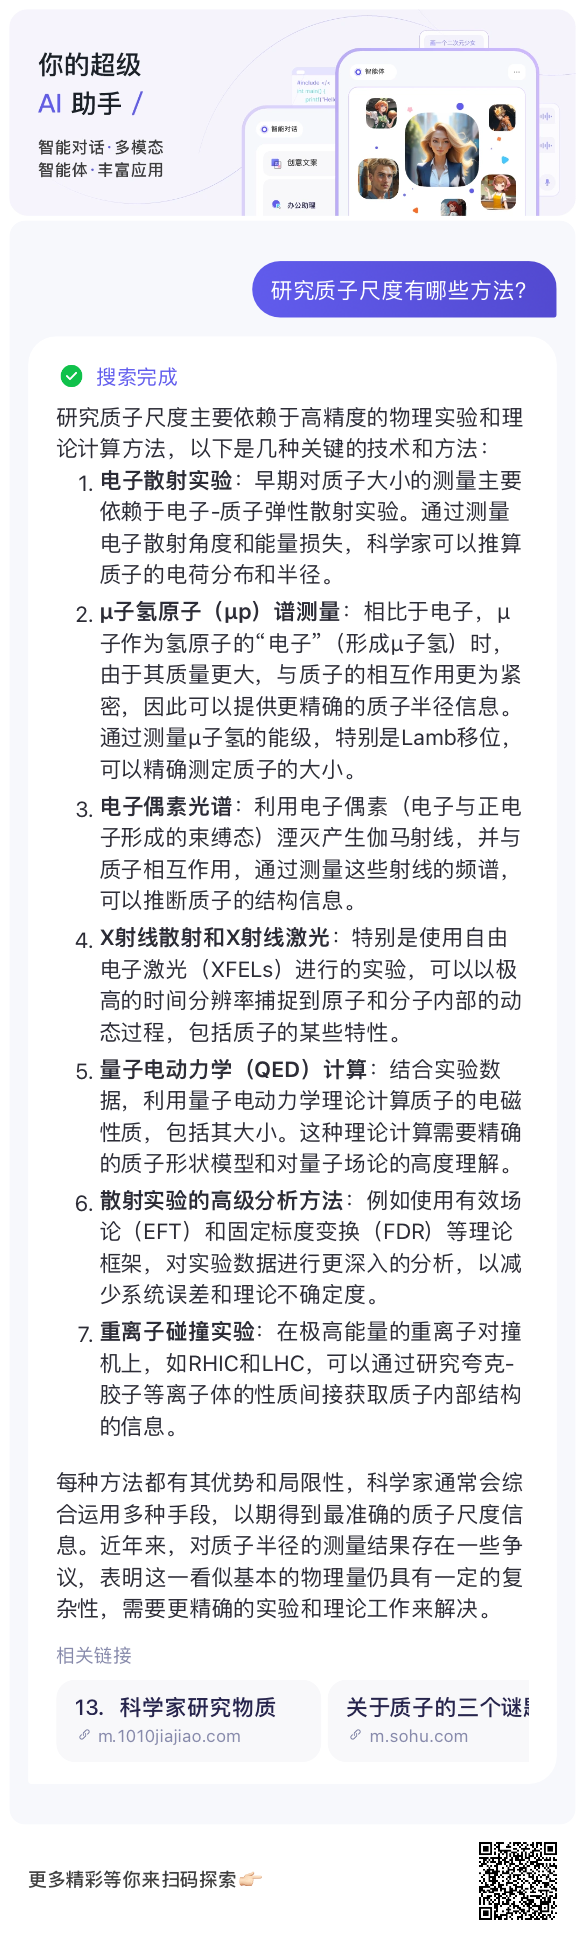 你的超级
AI 助手 /
智能对话·多模态
智能体·丰富应用
画一个二次元少女
智能体
#include </
int main() {
智能对话
创意文案
办公助理
研究质子尺度有哪些方法？
搜索完成
研究质子尺度主要依赖于高精度的物理实验和理
论计算方法，以下是几种关键的技术和方法：
1. 电子散射实验：早期对质子大小的测量主要
依赖于电子-质子弹性散射实验。通过测量
电子散射角度和能量损失，科学家可以推算
质子的电荷分布和半径。
2. μ子氢原子（μp）谱测量：相比于电子，μ
子作为氢原子的“电子”（形成μ子氢）时，
由于其质量更大，与质子的相互作用更为紧
密，因此可以提供更精确的质子半径信息。
通过测量μ子氢的能级，特别是Lamb移位，
可以精确测定质子的大小。
3. 电子偶素光谱：利用电子偶素（电子与正电
子形成的束缚态）湮灭产生伽马射线，并与
质子相互作用，通过测量这些射线的频谱，
可以推断质子的结构信息。
4. X射线散射和X射线激光：特别是使用自由
电子激光（XFELs）进行的实验，可以以极
高的时间分辨率捕捉到原子和分子内部的动
态过程，包括质子的某些特性。
5. 量子电动力学（QED）计算：结合实验数
据，利用量子电动力学理论计算质子的电磁
性质，包括其大小。这种理论计算需要精确
的质子形状模型和对量子场论的高度理解。
6. 散射实验的高级分析方法：例如使用有效场
论（EFT）和固定标度变换（FDR）等理论
框架，对实验数据进行更深入的分析，以减
少系统误差和理论不确定度。
7. 重离子碰撞实验：在极高能量的重离子对撞
机上，如RHIC和LHC，可以通过研究夸克-
胶子等离子体的性质间接获取质子内部结构
的信息。
每种方法都有其优势和局限性，科学家通常会综
合运用多种手段，以期得到最准确的质子尺度信
息。近年来，对质子半径的测量结果存在一些争
议，表明这一看似基本的物理量仍具有一定的复
杂性，需要更精确的实验和理论工作来解决。
相关链接
13. 科学家研究物质
m.1010jiajiao.com
关于质子的三个谜
m.sohu.com
更多精彩等你来扫码探索👉🏻